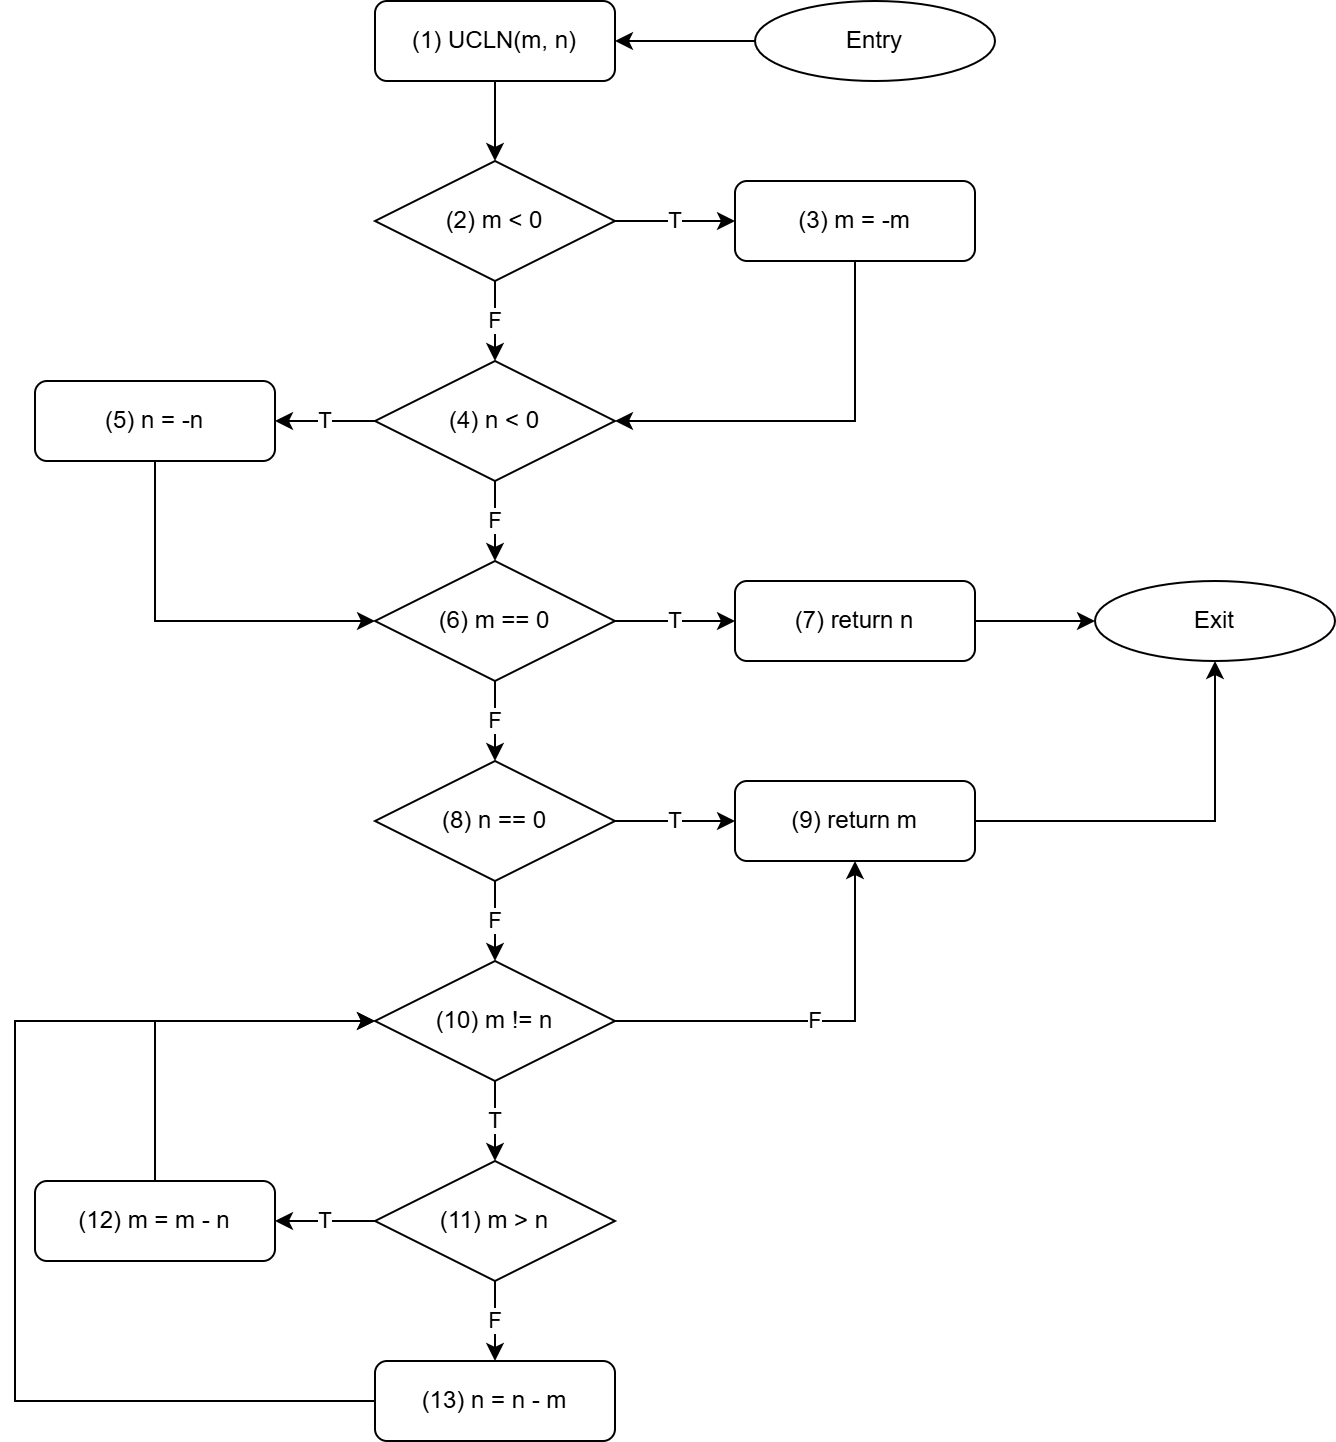 (1) UCLN(m, n)
Entry
(2) m < 0
T
(3) m = -m
F
(5) n = -n
T
(4) n < 0
F
(6) m == 0
T
(7) return n
Exit
F
(8) n == 0
T
(9) return m
F
(10) m != n
F
T
(12) m = m - n
T
(11) m > n
F
(13) n = n - m